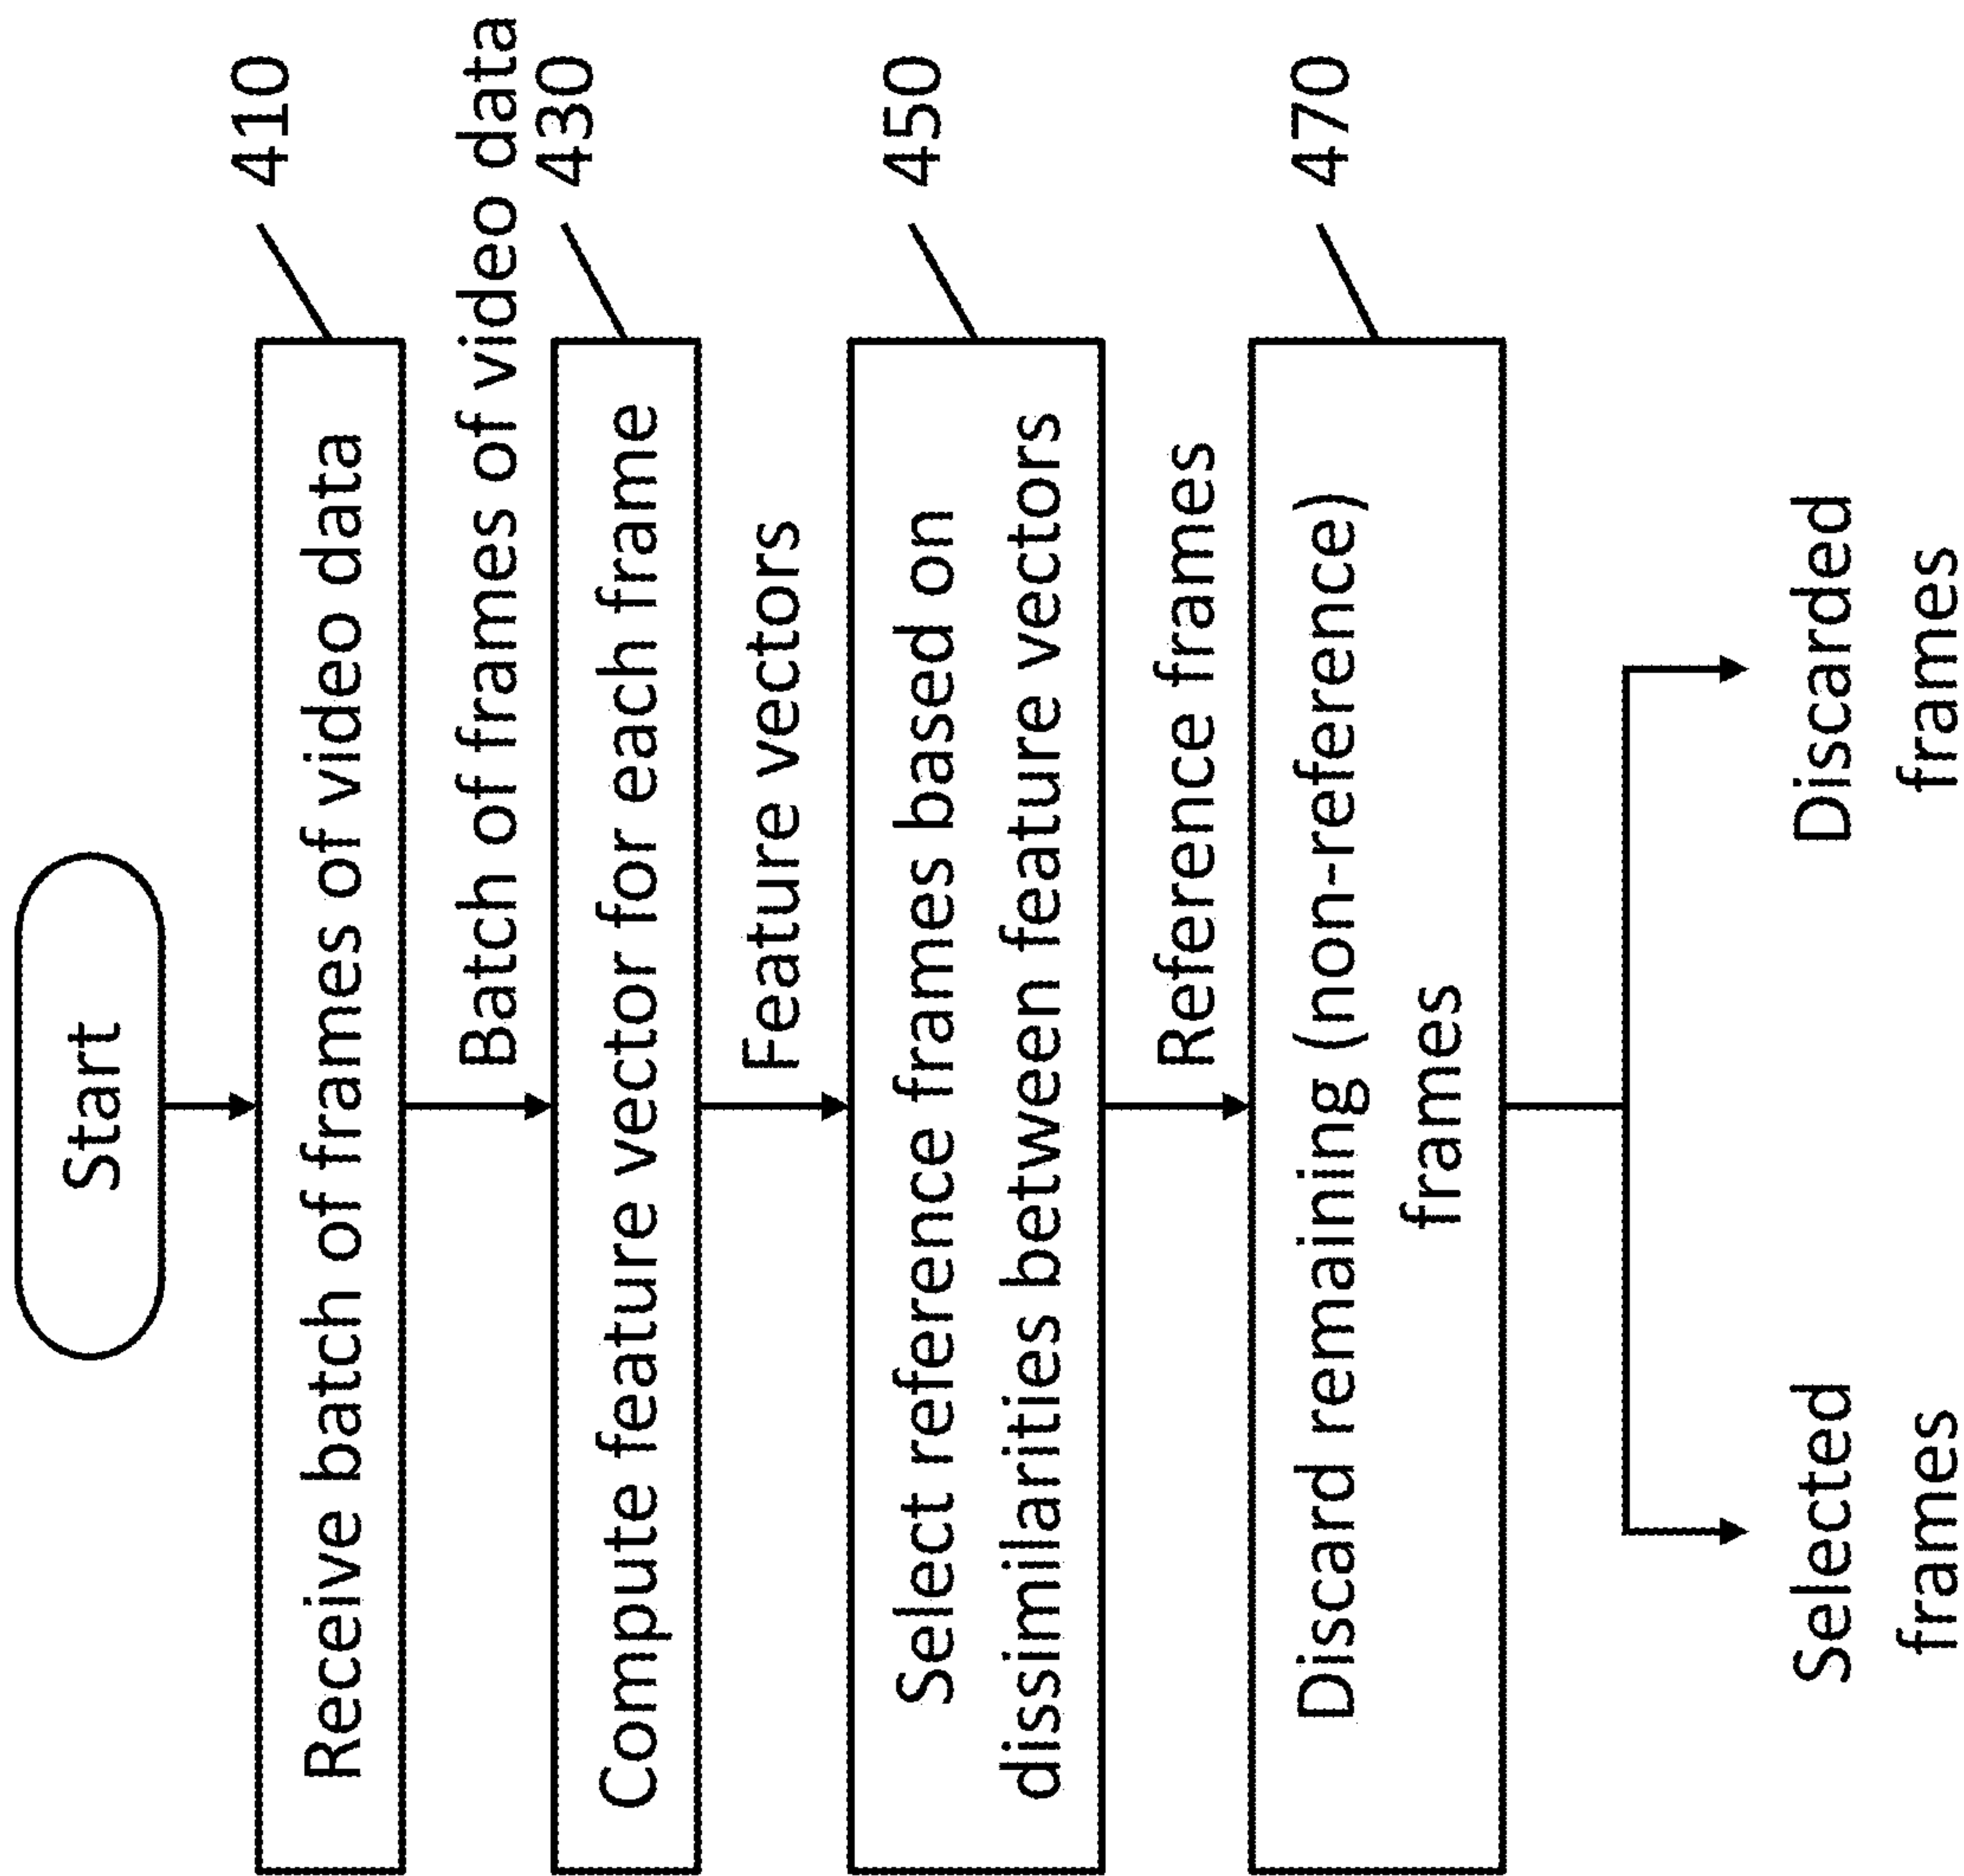 Start
410
Receive batch of frames of video data
Batch of frames of video data
430
Compute feature vector for each frame
Feature vectors
450
Select reference frames based on
dissimilarities between feature vectors
Reference frames
470
Discard remaining (non-reference)
frames
Selected
frames
Discarded
frames